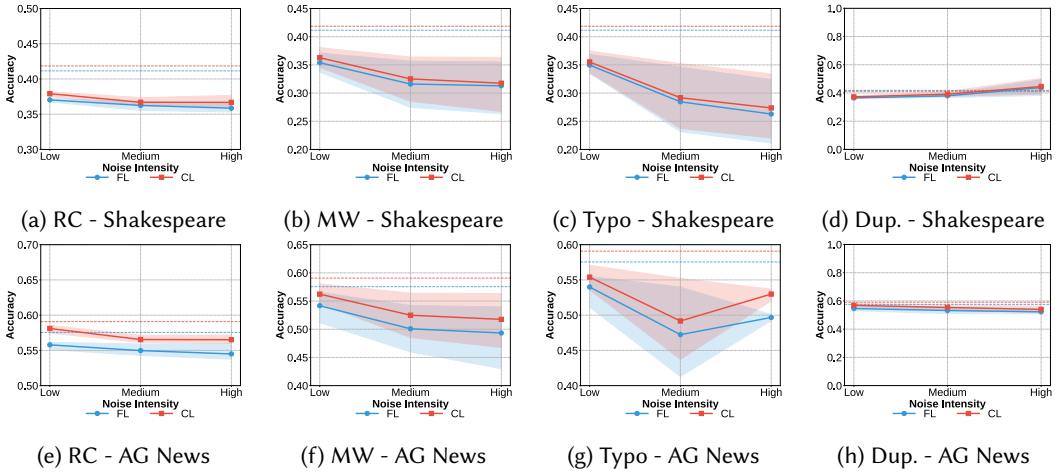 0.50
0.45
0.40
0.35
0.30
Accuracy
Low Medium High
Noise Intensity
FL CL
(a) RC - Shakespeare
0.45
0.40
0.35
0.30
0.25
0.20
Accuracy
Low Medium High
Noise Intensity
FL CL
(b) MW - Shakespeare
0.45
0.40
0.35
0.30
0.25
0.20
Accuracy
Low Medium High
Noise Intensity
FL CL
(c) Typo - Shakespeare
1.0
0.8
0.6
0.4
0.2
0.0
Accuracy
Low Medium High
Noise Intensity
FL CL
(d) Dup. - Shakespeare
0.70
0.65
0.60
0.55
0.50
Accuracy
Low Medium High
Noise Intensity
FL CL
(e) RC - AG News
0.65
0.60
0.55
0.50
0.45
0.40
Accuracy
Low Medium High
Noise Intensity
FL CL
(f) MW - AG News
0.60
0.55
0.50
0.45
0.40
Accuracy
Low Medium High
Noise Intensity
FL CL
(g) Typo - AG News
1.0
0.8
0.6
0.4
0.2
0.0
Accuracy
Low Medium High
Noise Intensity
FL CL
(h) Dup. - AG News